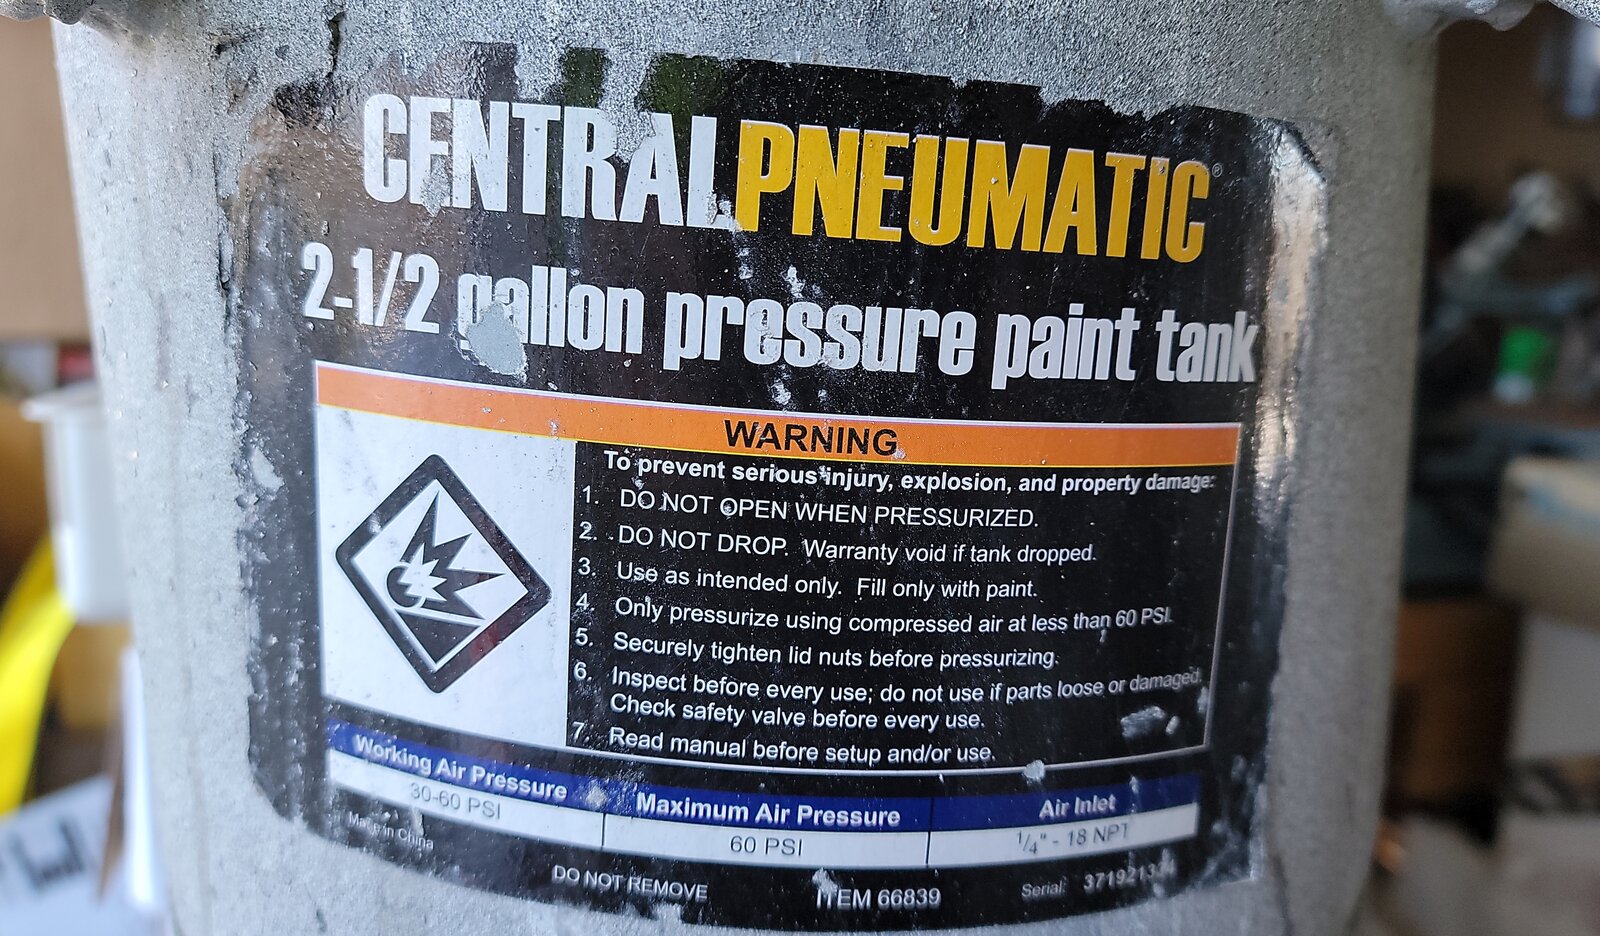 CENTRALPNEUMATIC®
2-1/2 gallon pressure paint tank
WARNING
To prevent serious injury, explosion, and property damage:
1. DO NOT OPEN WHEN PRESSURIZED.
2. DO NOT DROP. Warranty void if tank dropped.
3. Use as intended only. Fill only with paint.
4. Only pressurize using compressed air at less than 60 PSI.
5. Securely tighten lid nuts before pressurizing.
6. Inspect before every use; do not use if parts loose or damaged.
Check safety valve before every use.
7. Read manual before setup and/or use.
Working Air Pressure Maximum Air Pressure Air Inlet
30-60 PSI 60 PSI 1/4" - 18 NPT
Made in China
DO NOT REMOVE ITEM 66839 Serial: